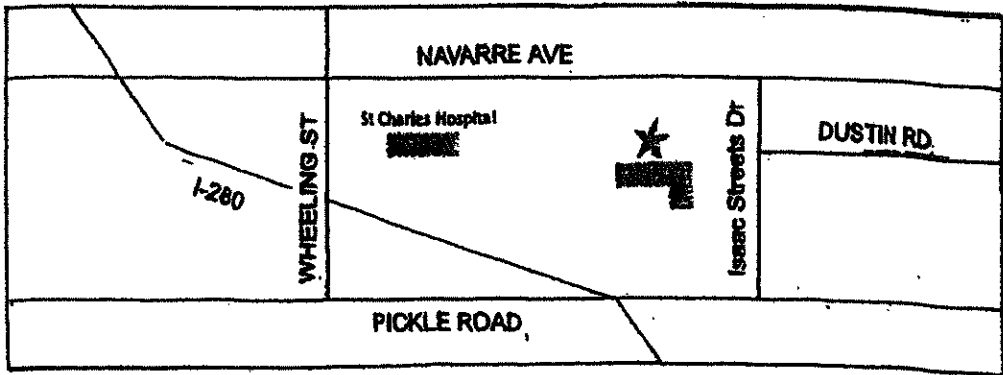 NAVARRE AVE
St Charles Hospital
WHEELING ST
I-280
Isaac Streets Dr
DUSTIN RD.
PICKLE ROAD